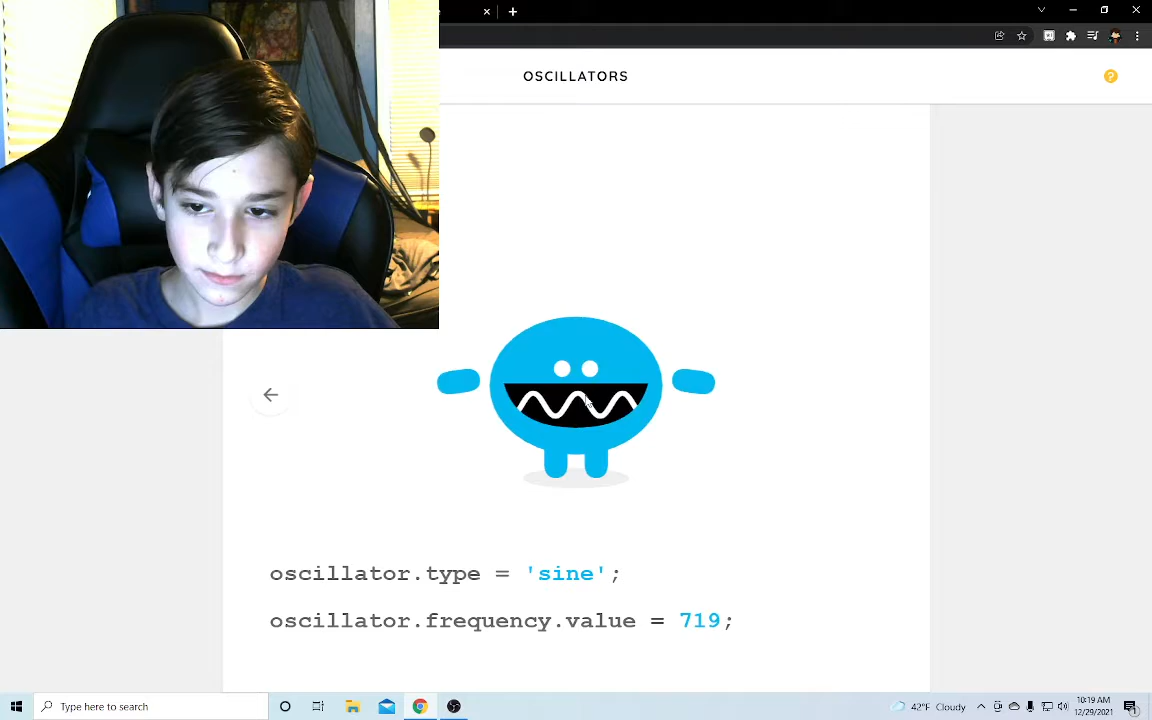 OSCILLATORS
?
oscillator.type = 'sine';
oscillator.frequency.value = 719;
Type here to search
42°F Cloudy
10:19 AM
12/29/2021